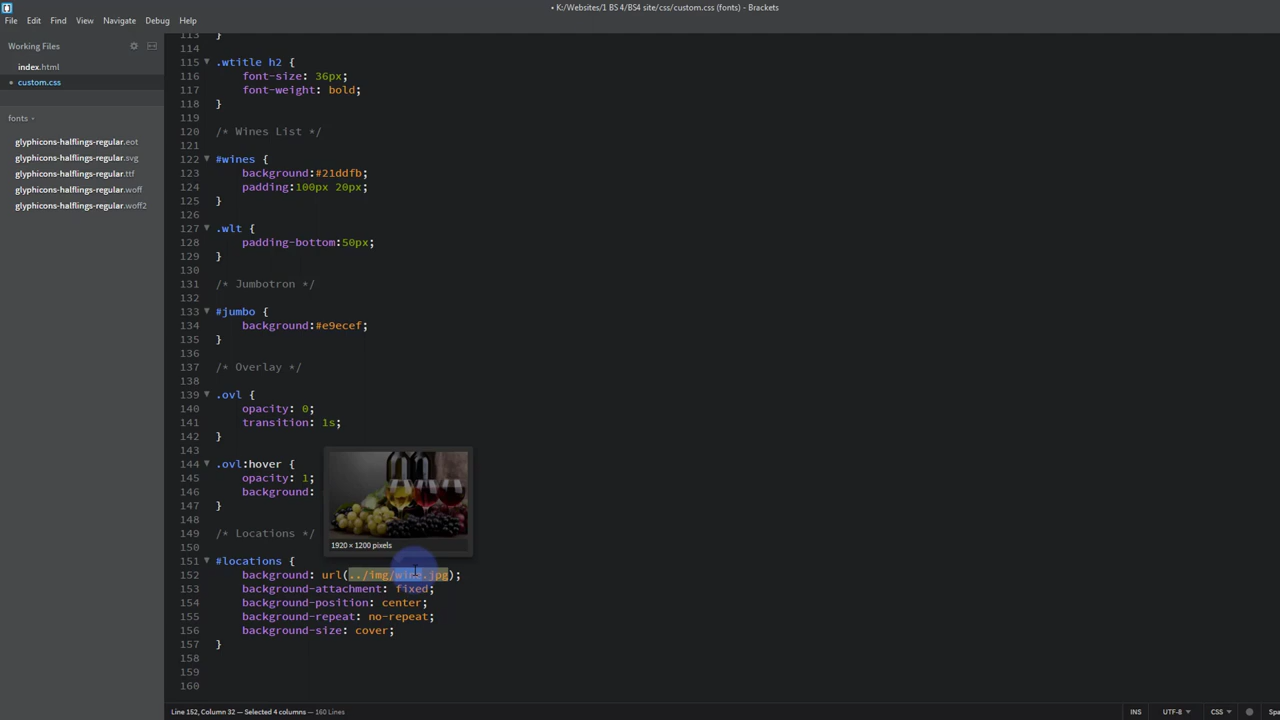 • K:/Websites/1 BS 4/BS4 site/css/custom.css (fonts) - Brackets
File Edit Find View Navigate Debug Help
Working Files
index.html
• custom.css
fonts
glyphicons-halflings-regular.eot
glyphicons-halflings-regular.svg
glyphicons-halflings-regular.ttf
glyphicons-halflings-regular.woff
glyphicons-halflings-regular.woff2
113 }
114
115 .wtitle h2 {
116 font-size: 36px;
117 font-weight: bold;
118 }
119
120 /* Wines List */
121
122 #wines {
123 background:#21ddfb;
124 padding:100px 20px;
125 }
126
127 .wlt {
128 padding-bottom:50px;
129 }
130
131 /* Jumbotron */
132
133 #jumbo {
134 background:#e9ecef;
135 }
136
137 /* Overlay */
138
139 .ovl {
140 opacity: 0;
141 transition: 1s;
142 }
143
144 .ovl:hover {
145 opacity: 1;
146 background:
147 }
148
149 /* Locations */
150
1920 × 1200 pixels
151 #locations {
152 background: url(../img/wine.jpg);
153 background-attachment: fixed;
154 background-position: center;
155 background-repeat: no-repeat;
156 background-size: cover;
157 }
158
159
160
Line 152, Column 32 — Selected 4 columns — 160 Lines
INS UTF-8 CSS Spa